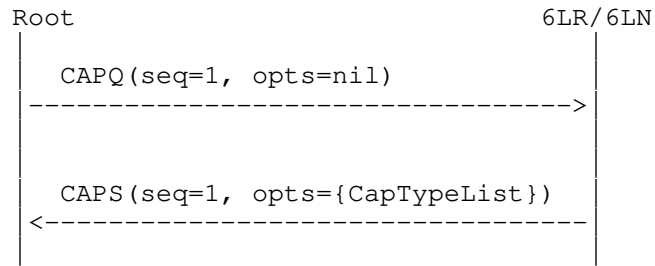 Root 6LR/6LN
CAPQ(seq=1, opts=nil)
CAPS(seq=1, opts={CapTypeList})